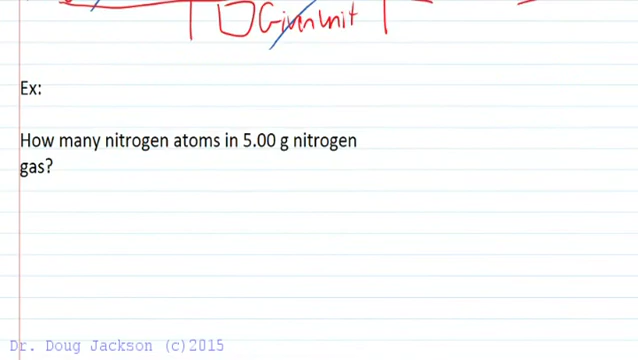 Given Unit
Ex:
How many nitrogen atoms in 5.00 g nitrogen
gas?
Dr. Doug Jackson (c)2015